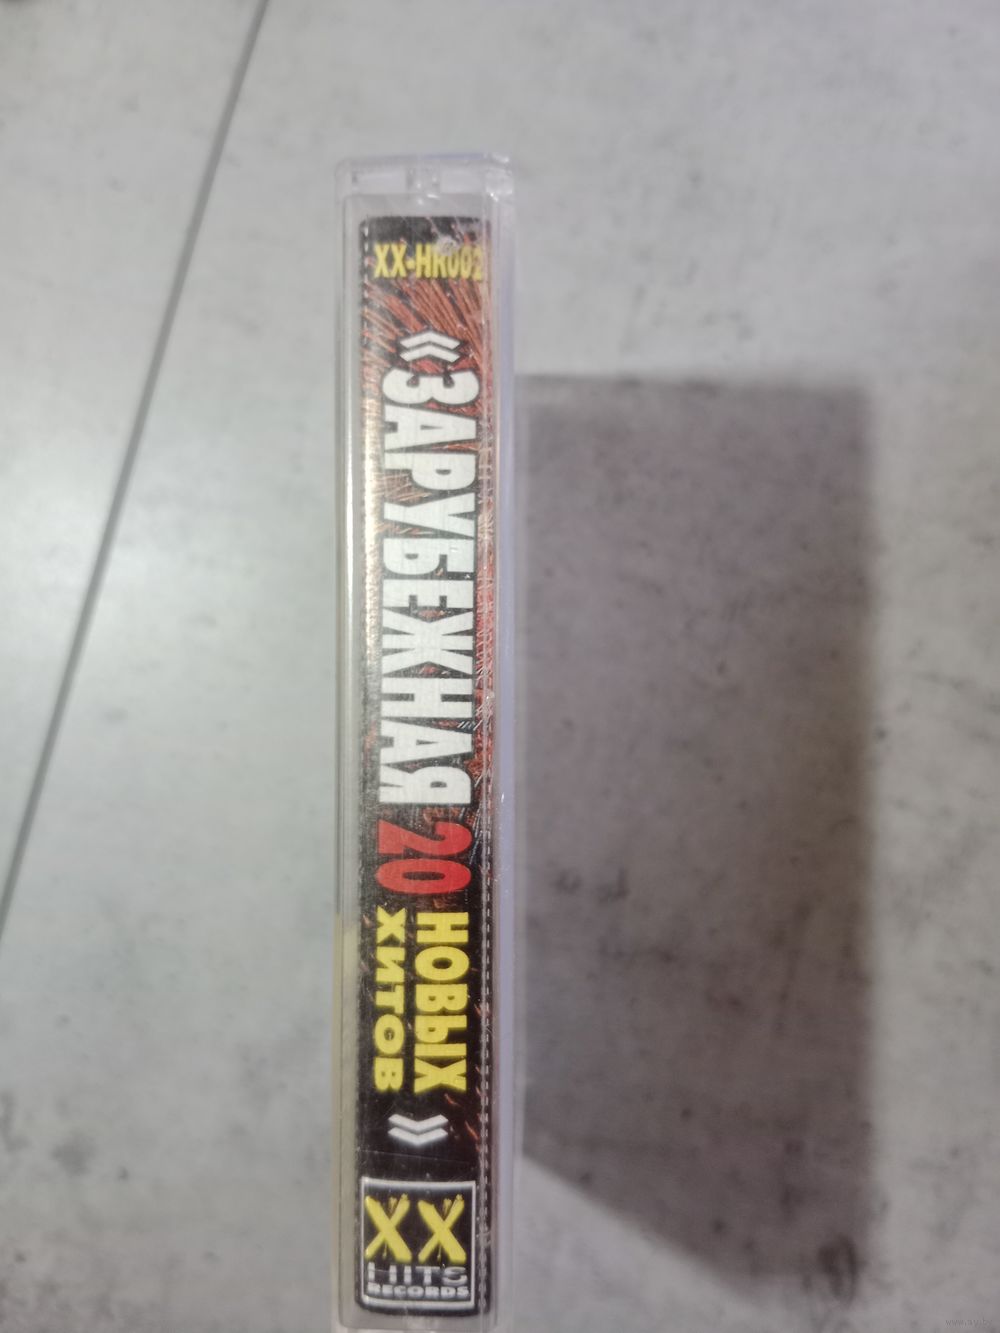 XX-HR002
«ЗАРУБЕЖНАЯ 20
НОВЫХ
ХИТОВ
»
XX
HITS
RECORDS